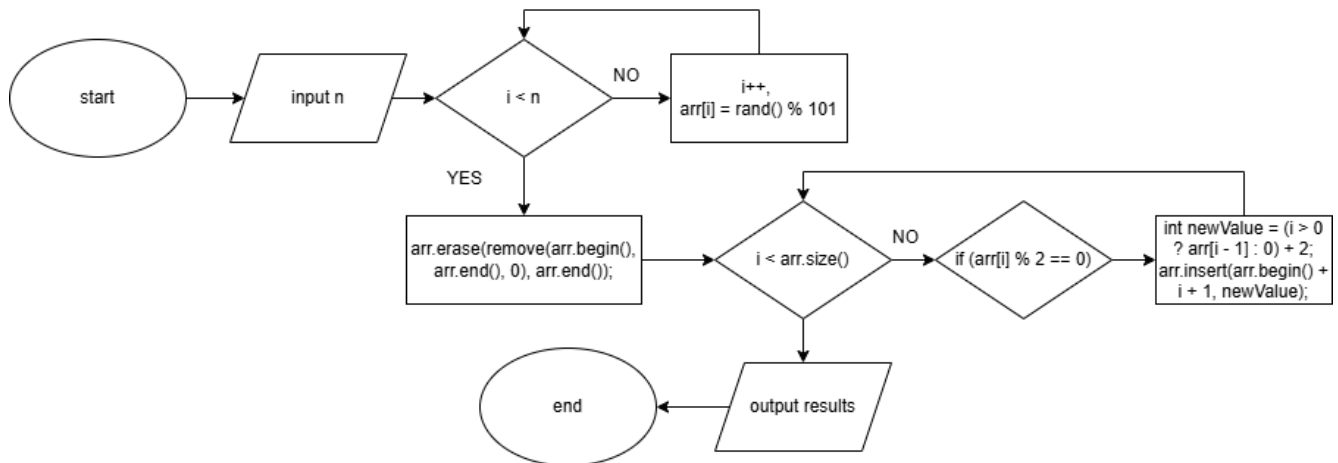 start
input n
i < n
NO
i++,
arr[i] = rand() % 101
YES
arr.erase(remove(arr.begin(),
arr.end(), 0), arr.end());
i < arr.size()
NO
if (arr[i] % 2 == 0)
int newValue = (i > 0
? arr[i - 1] : 0) + 2;
arr.insert(arr.begin() +
i + 1, newValue);
output results
end